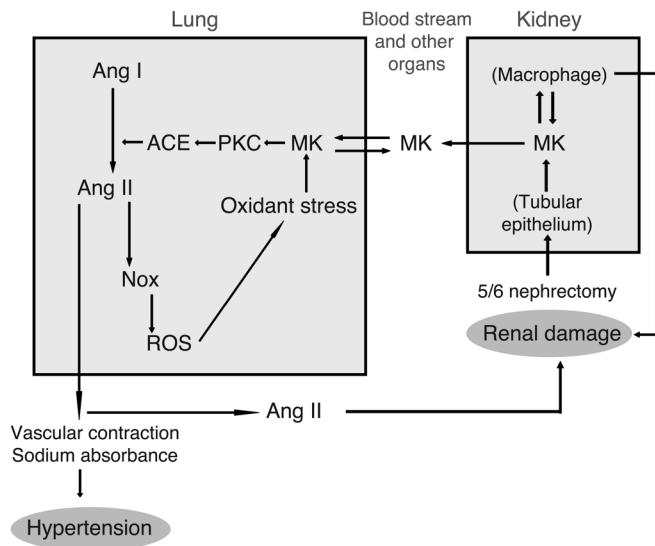 Lung
Blood stream
and other
organs
Kidney
Ang I
(Macrophage)
ACE
PKC
MK
MK
MK
Ang II
Oxidant stress
(Tubular
epithelium)
Nox
5/6 nephrectomy
ROS
Renal damage
Ang II
Vascular contraction
Sodium absorbance
Hypertension